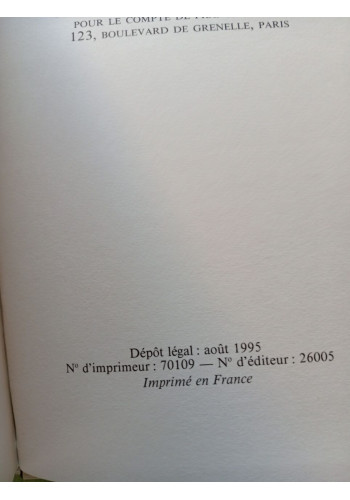 POUR LE COMPTE DE
123, BOULEVARD DE GRENELLE, PARIS
Dépôt légal : août 1995
N° d'imprimeur : 70109 — N° d'éditeur : 26005
Imprimé en France